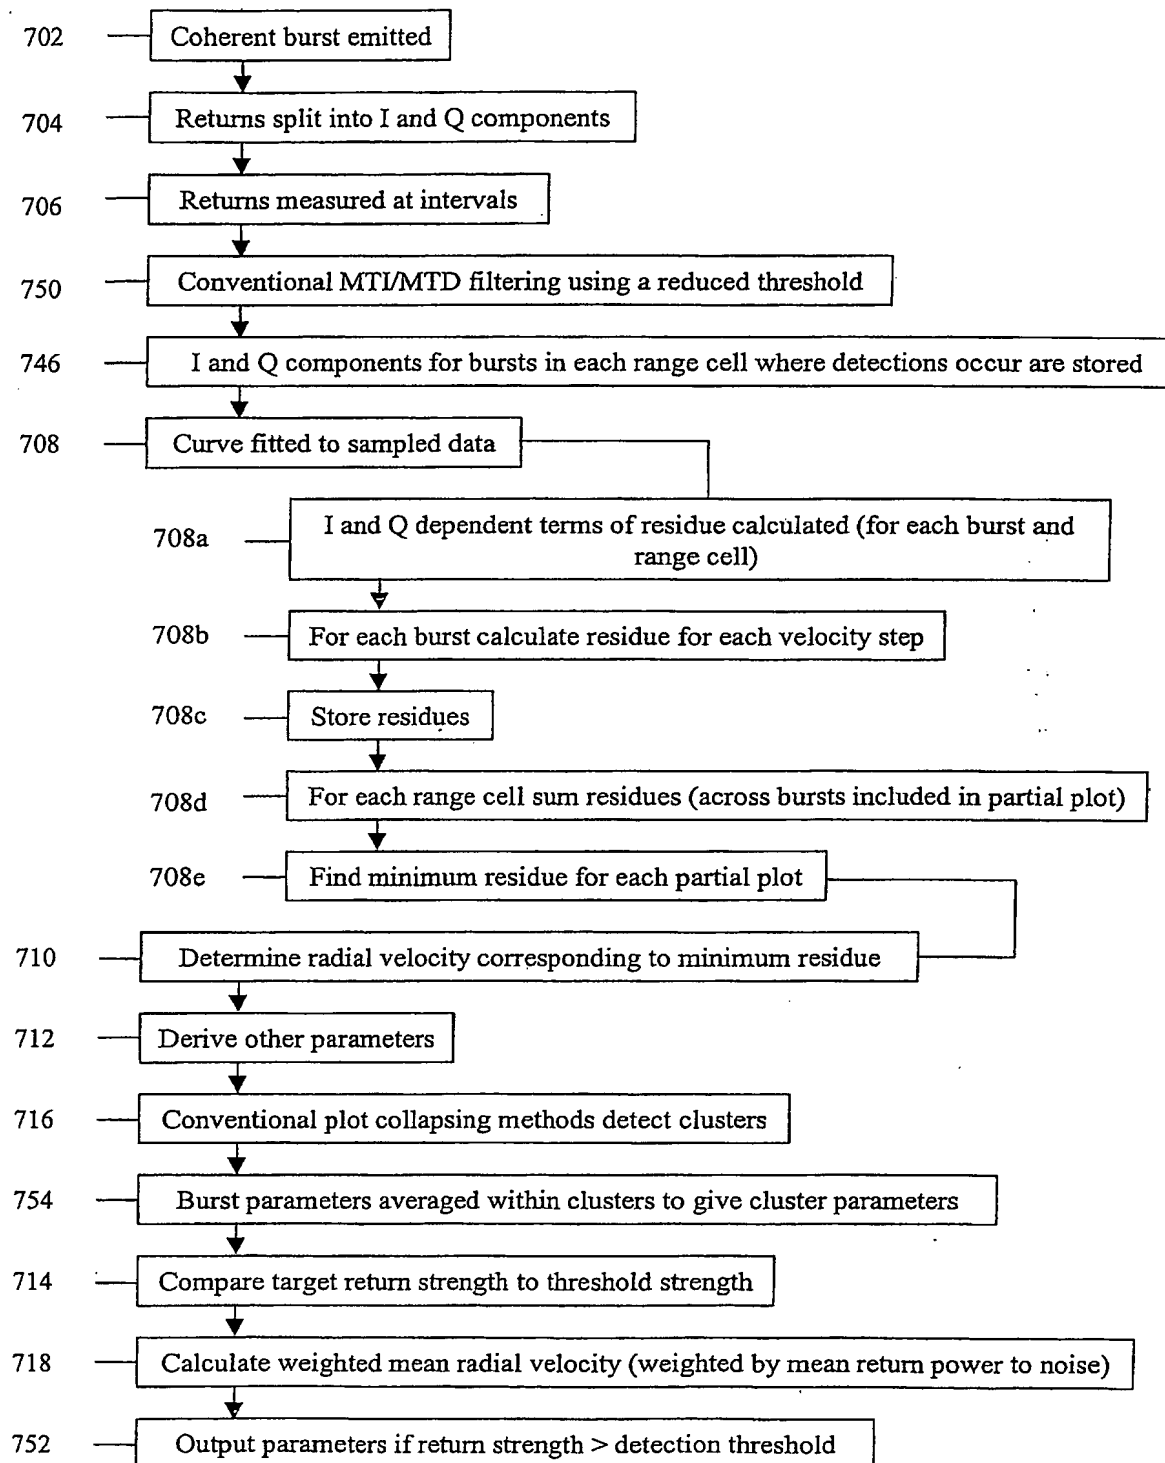 702 Coherent burst emitted
704 Returns split into I and Q components
706 Returns measured at intervals
750 Conventional MTI/MTD filtering using a reduced threshold
746 I and Q components for bursts in each range cell where detections occur are stored
708 Curve fitted to sampled data
708a I and Q dependent terms of residue calculated (for each burst and
range cell)
708b For each burst calculate residue for each velocity step
708c Store residues
708d For each range cell sum residues (across bursts included in partial plot)
708e Find minimum residue for each partial plot
710 Determine radial velocity corresponding to minimum residue
712 Derive other parameters
716 Conventional plot collapsing methods detect clusters
754 Burst parameters averaged within clusters to give cluster parameters
714 Compare target return strength to threshold strength
718 Calculate weighted mean radial velocity (weighted by mean return power to noise)
752 Output parameters if return strength > detection threshold